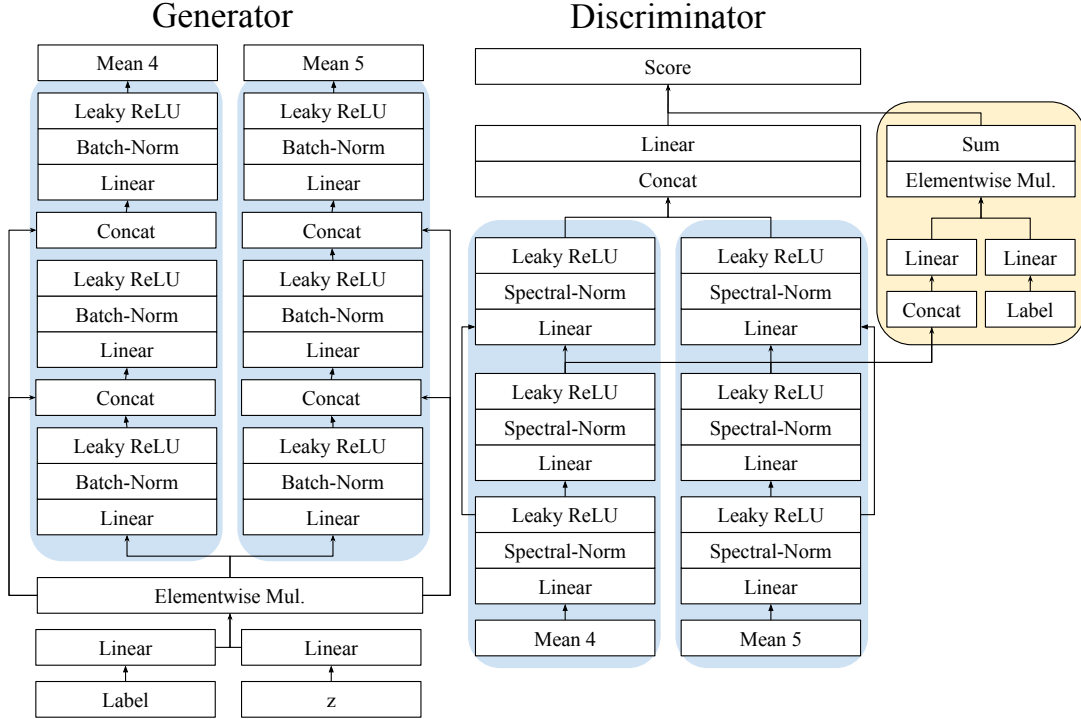 Generator
Mean 4
Leaky ReLU
Batch-Norm
Linear
Concat
Leaky ReLU
Batch-Norm
Linear
Concat
Leaky ReLU
Batch-Norm
Linear
Mean 5
Leaky ReLU
Batch-Norm
Linear
Concat
Leaky ReLU
Batch-Norm
Linear
Concat
Leaky ReLU
Batch-Norm
Linear
Elementwise Mul.
Linear
Linear
Label
z
Discriminator
Score
Linear
Concat
Leaky ReLU
Spectral-Norm
Linear
Leaky ReLU
Spectral-Norm
Linear
Leaky ReLU
Spectral-Norm
Linear
Mean 4
Leaky ReLU
Spectral-Norm
Linear
Leaky ReLU
Spectral-Norm
Linear
Leaky ReLU
Spectral-Norm
Linear
Mean 5
Sum
Elementwise Mul.
Linear
Linear
Concat
Label